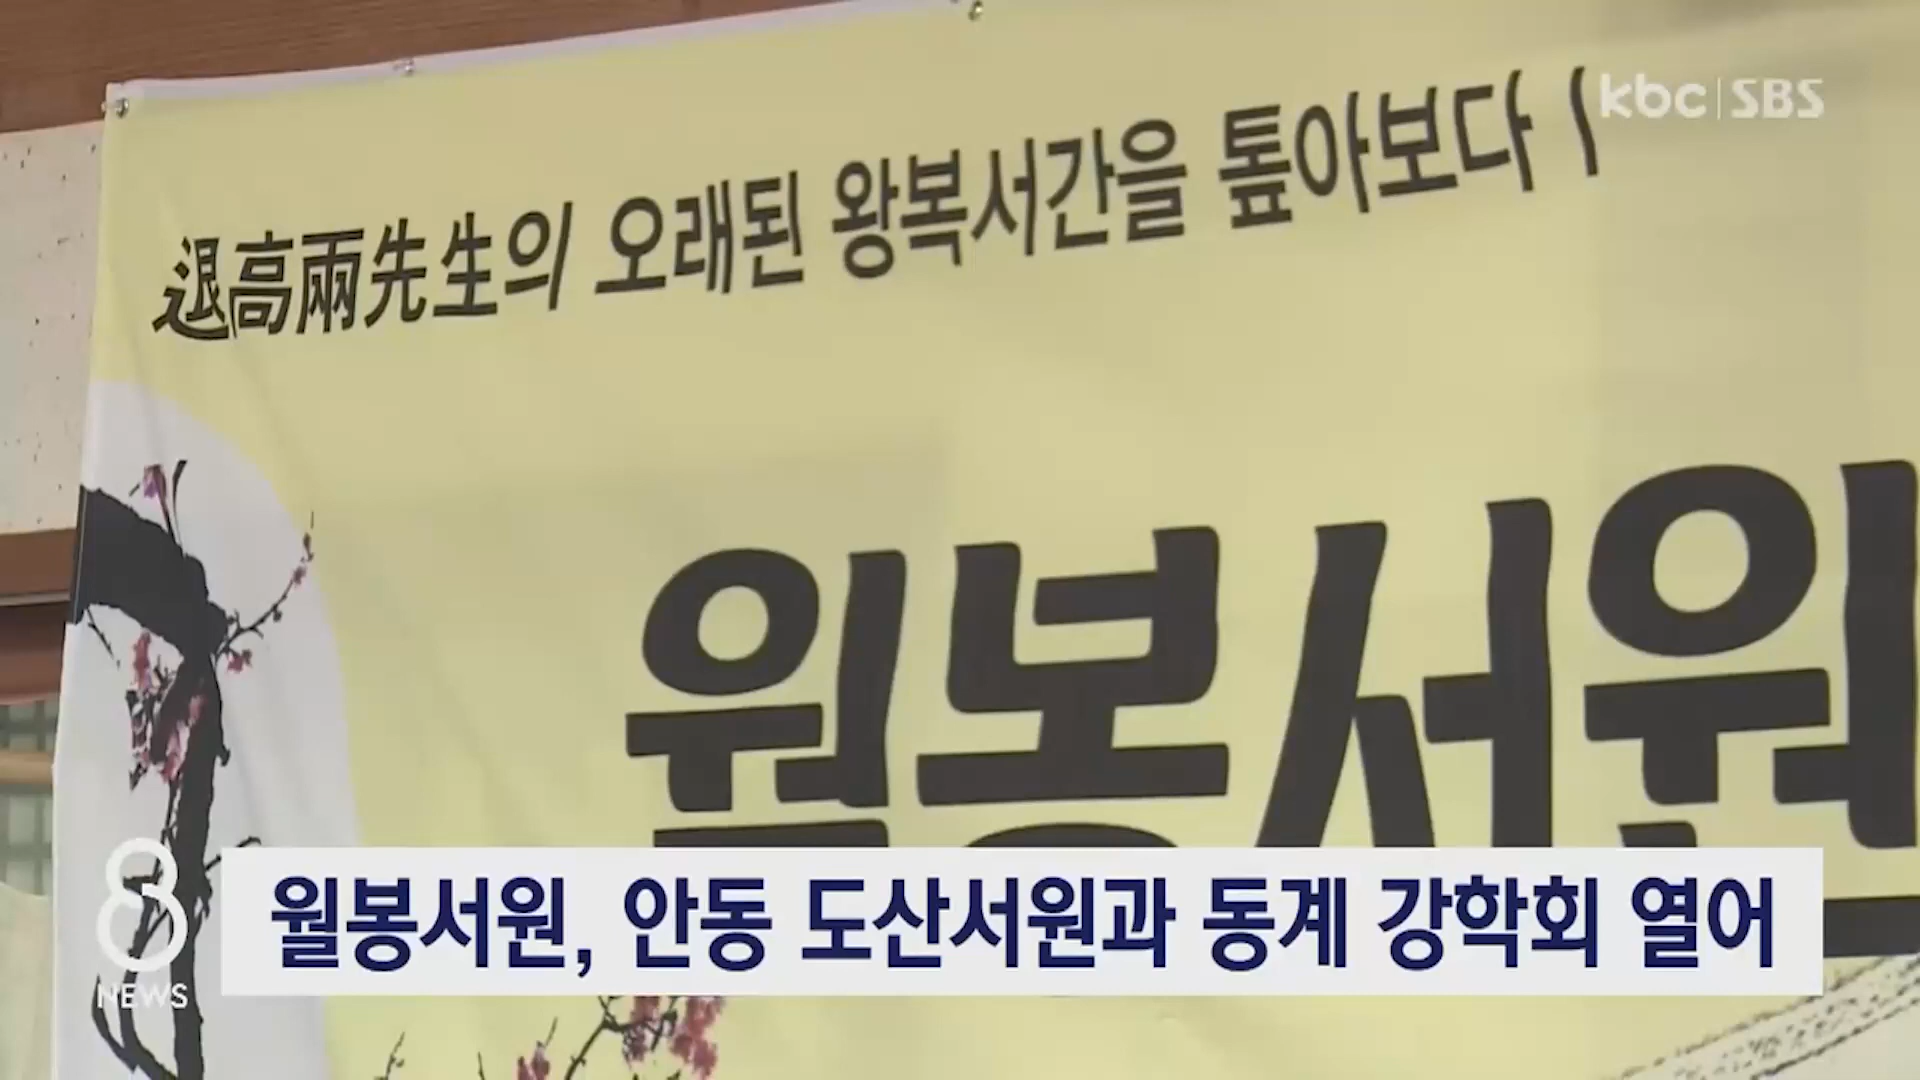 kbc | SBS
退高兩先生의 오래된 왕복서간을 톺아보다 I
월봉서원
8 NEWS
월봉서원, 안동 도산서원과 동계 강학회 열어